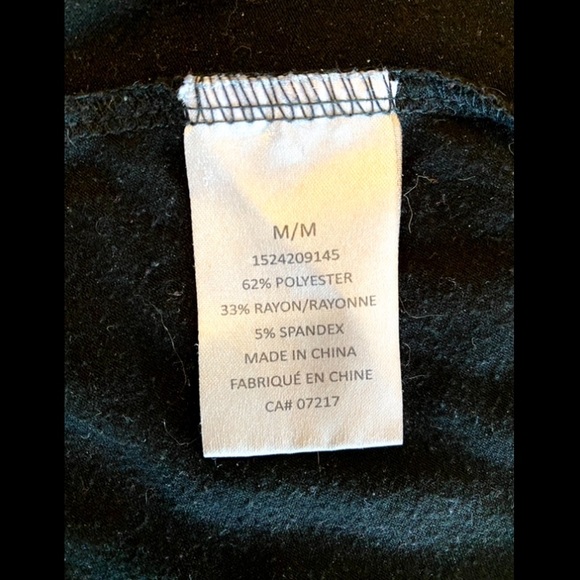 M/M
1524209145
62% POLYESTER
33% RAYON/RAYONNE
5% SPANDEX
MADE IN CHINA
FABRIQUÉ EN CHINE
CA# 07217